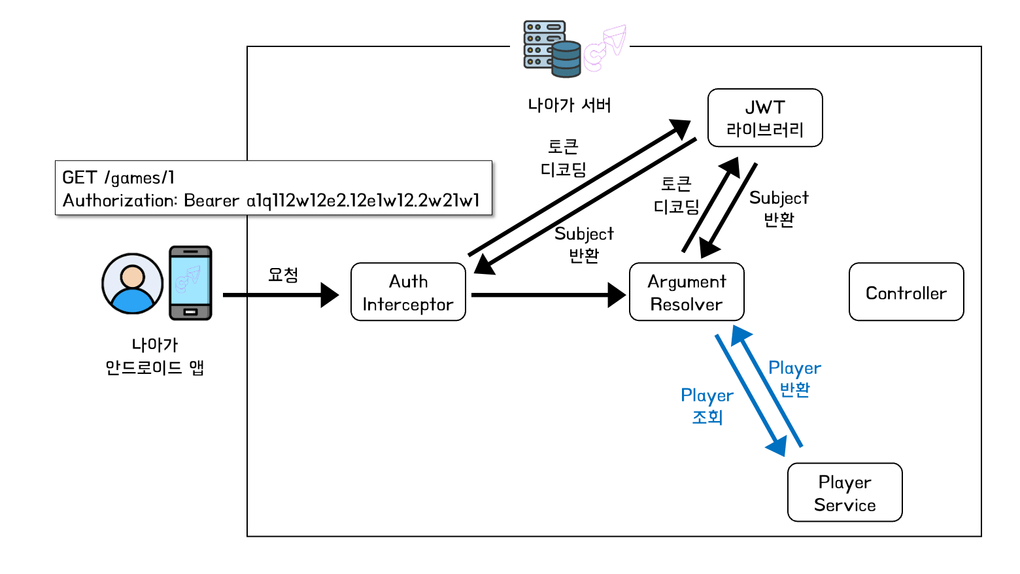 나아가 서버
JWT
라이브러리
토큰
디코딩
토큰
디코딩
Subject
반환
Subject
반환
GET /games/1
Authorization: Bearer a1q112w12e2.12e1w12.2w21w1
요청
Auth
Interceptor
Argument
Resolver
Controller
나아가
안드로이드 앱
Player
조회
Player
반환
Player
Service